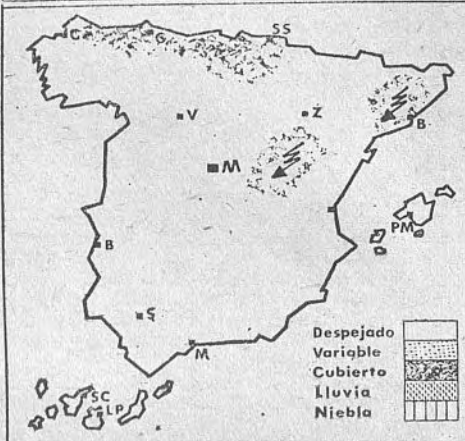 C G SS
V Z B
M
PM
B
S
M
SC LP
Despejado
Variable
Cubierto
Lluvia
Niebla